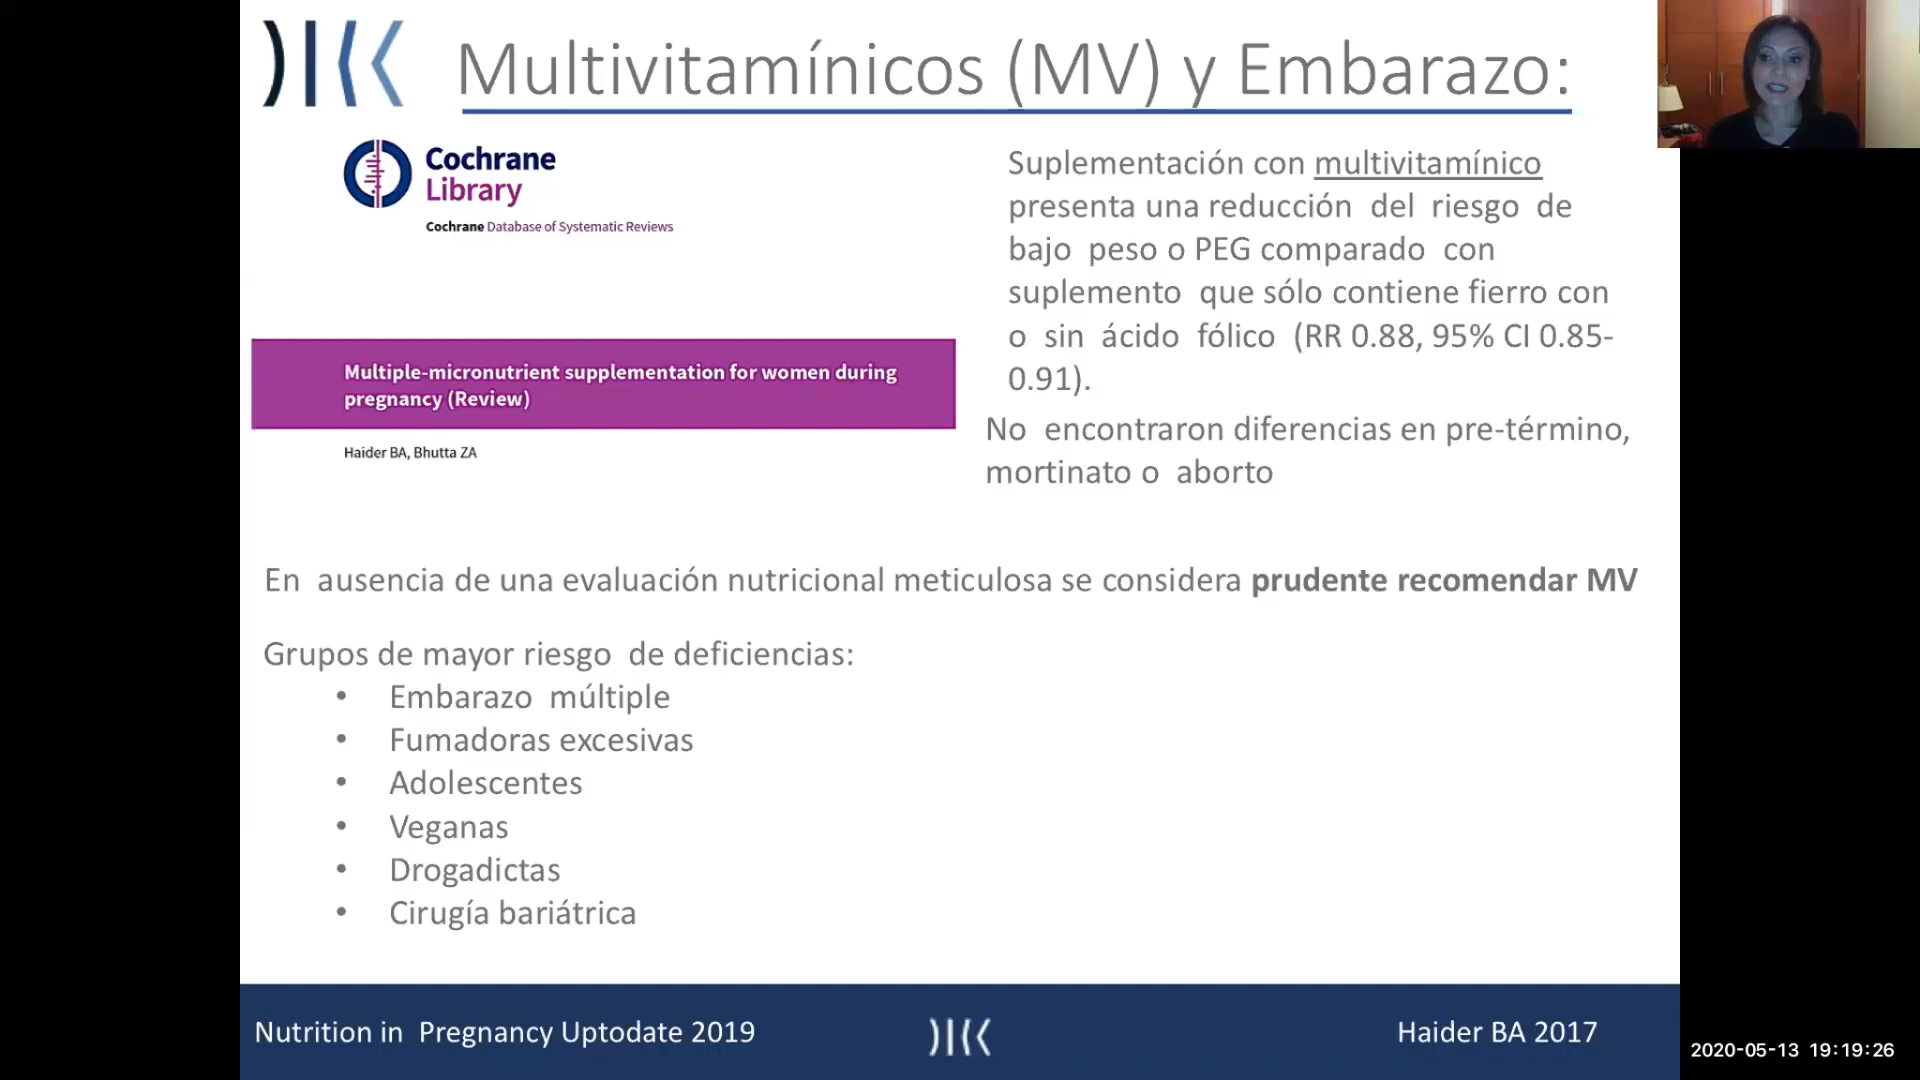 Multivitamínicos (MV) y Embarazo:
Cochrane
Library
Cochrane Database of Systematic Reviews
Multiple-micronutrient supplementation for women during
pregnancy (Review)
Haider BA, Bhutta ZA
Suplementación con multivitamínico
presenta una reducción del riesgo de
bajo peso o PEG comparado con
suplemento que sólo contiene fierro con
o sin ácido fólico (RR 0.88, 95% CI 0.85-
0.91).
No encontraron diferencias en pre-término,
mortinato o aborto
En ausencia de una evaluación nutricional meticulosa se considera prudente recomendar MV
Grupos de mayor riesgo de deficiencias:
• Embarazo múltiple
• Fumadoras excesivas
• Adolescentes
• Veganas
• Drogadictas
• Cirugía bariátrica
Nutrition in Pregnancy Uptodate 2019
Haider BA 2017
2020-05-13 19:19:26